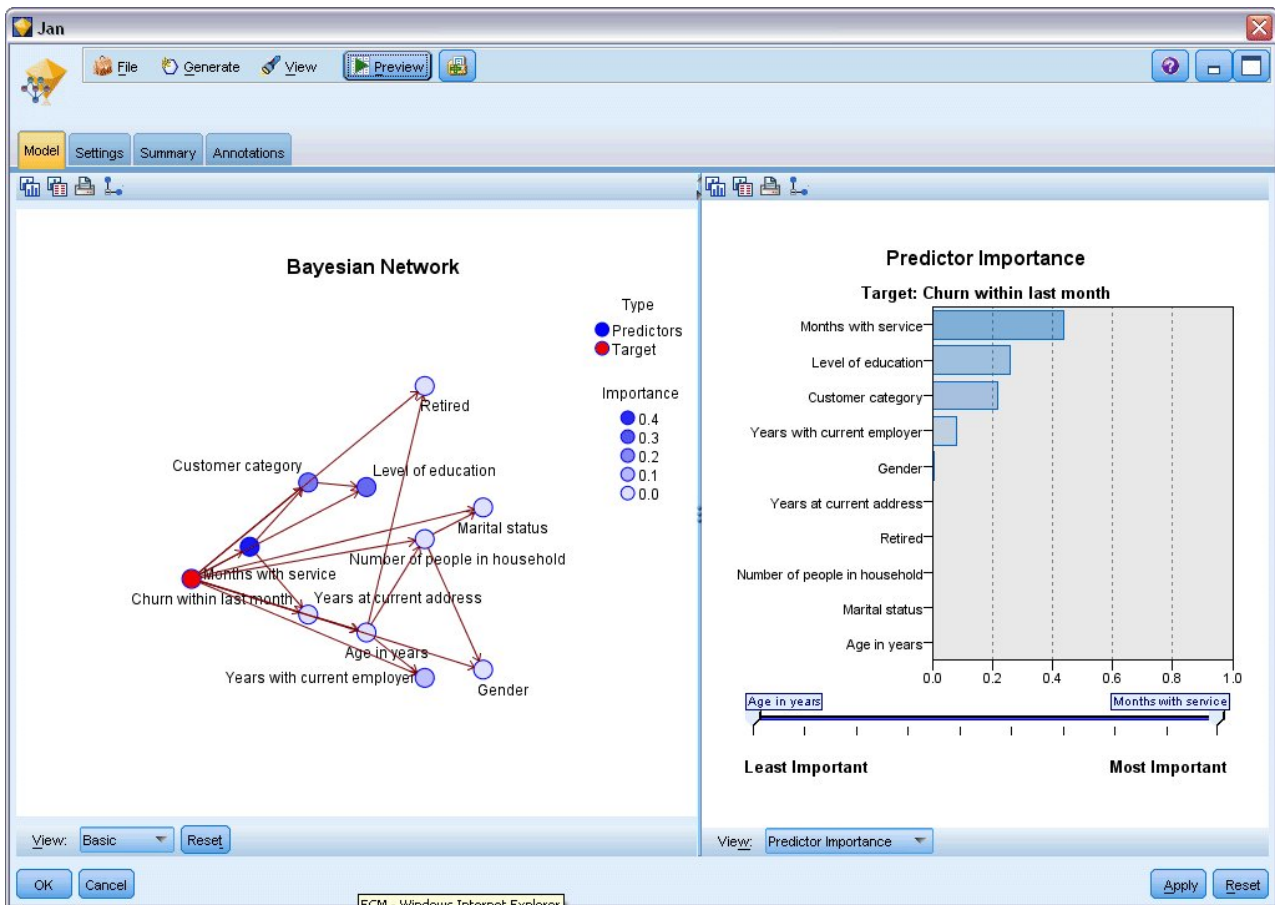 Jan
File Generate View Preview
Model Settings Summary Annotations
Bayesian Network
Type
Predictors
Target
Importance
0.4
0.3
0.2
0.1
0.0
Retired
Customer category
Level of education
Marital status
Number of people in household
Months with service
Churn within last month
Years at current address
Age in years
Years with current employer
Gender
View: Basic Reset
Predictor Importance
Target: Churn within last month
Months with service
Level of education
Customer category
Years with current employer
Gender
Years at current address
Retired
Number of people in household
Marital status
Age in years
0.0 0.2 0.4 0.6 0.8 1.0
Age in years Months with service
Least Important Most Important
View: Predictor Importance
OK Cancel Apply Reset
ECM - Windows Internet Explorer